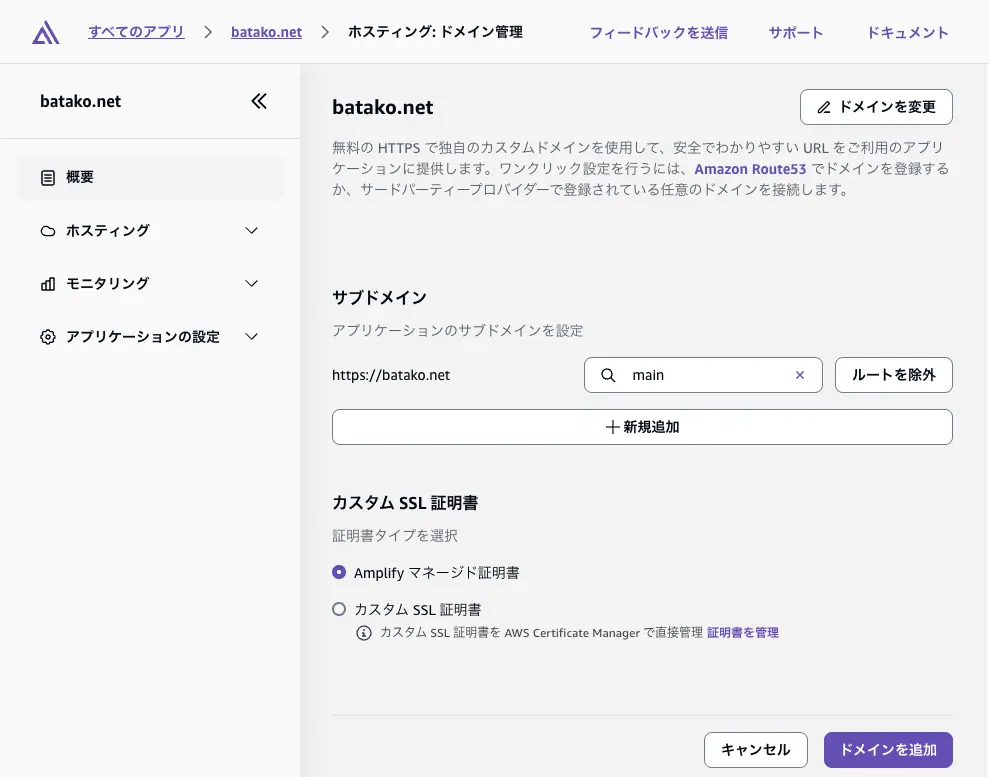 すべてのアプリ > batako.net > ホスティング: ドメイン管理 フィードバックを送信 サポート ドキュメント
batako.net
概要
ホスティング
モニタリング
アプリケーションの設定
batako.net ドメインを変更
無料の HTTPS で独自のカスタムドメインを使用して、安全でわかりやすい URL をご利用のアプリ
ケーションに提供します。ワンクリック設定を行うには、Amazon Route53 でドメインを登録する
か、サードパーティープロバイダーで登録されている任意のドメインを接続します。
サブドメイン
アプリケーションのサブドメインを設定
https://batako.net main ルートを除外
新規追加
カスタム SSL 証明書
証明書タイプを選択
Amplify マネージド証明書
カスタム SSL 証明書
カスタム SSL 証明書を AWS Certificate Manager で直接管理 証明書を管理
キャンセル ドメインを追加